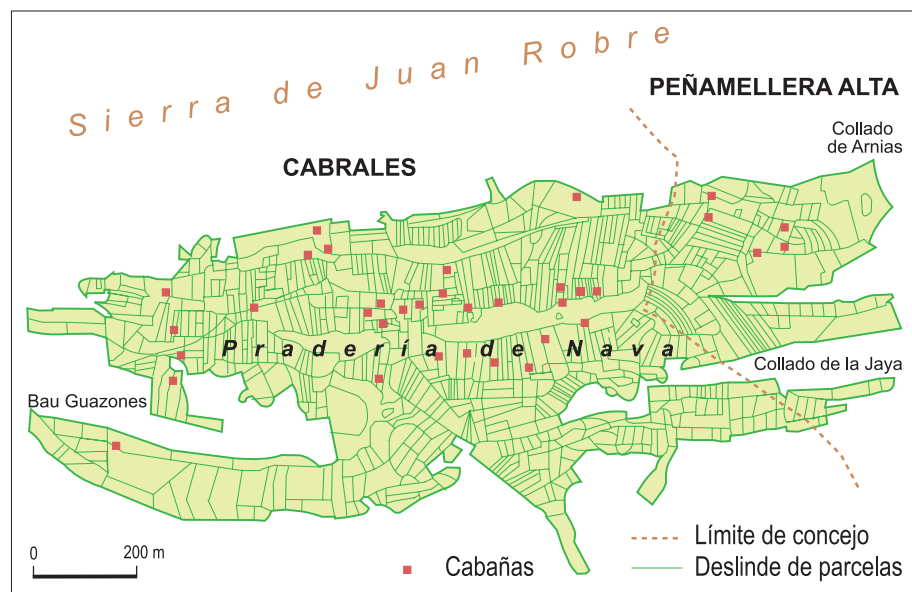 Sierra de Juan Robre
PEÑAMELLERA ALTA
Collado
de Arnias
CABRALES
Pradería de Nava
Collado de la Jaya
Bau Guazones
0 200 m
Cabañas
Límite de concejo
Deslinde de parcelas